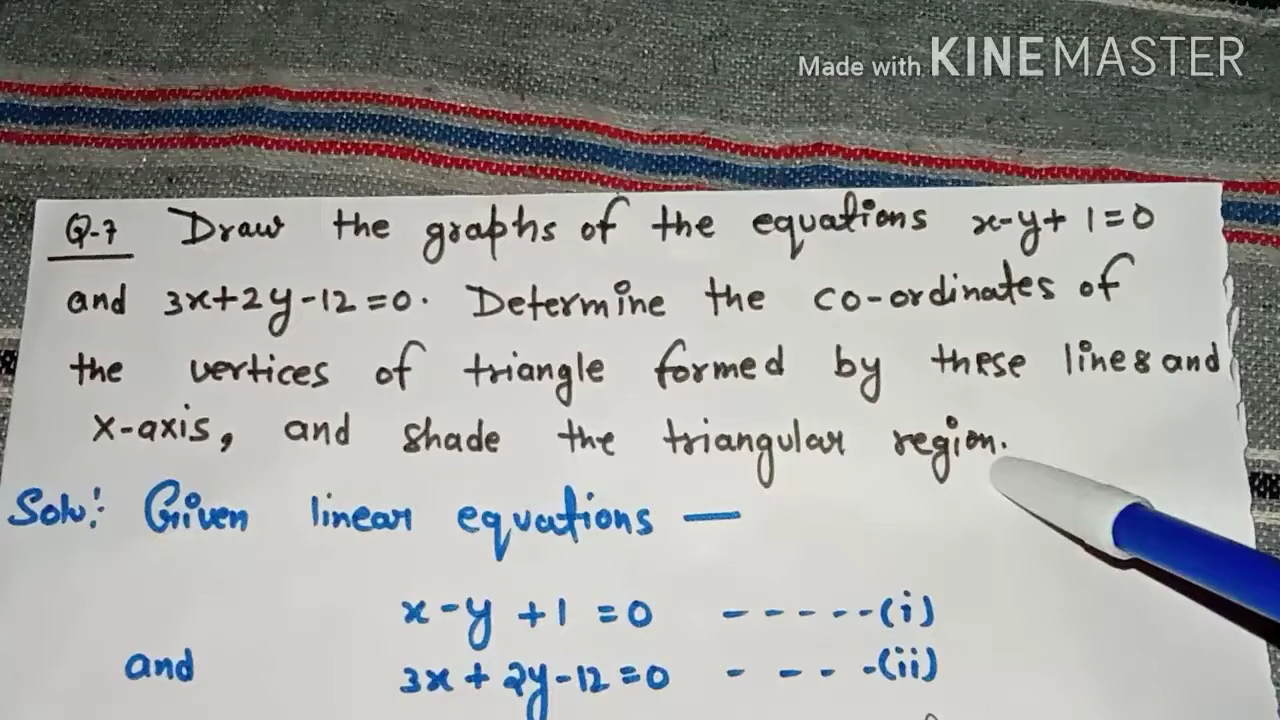 Made with KINEMASTER
Q-7 Draw the graphs of the equations x-y+1=0
and 3x+2y-12=0. Determine the co-ordinates of
the vertices of triangle formed by these lines and
x-axis, and shade the triangular region.
Solu: Given linear equations —
x-y+1=0 -----(i)
and 3x+2y-12=0 - -- -(ii)